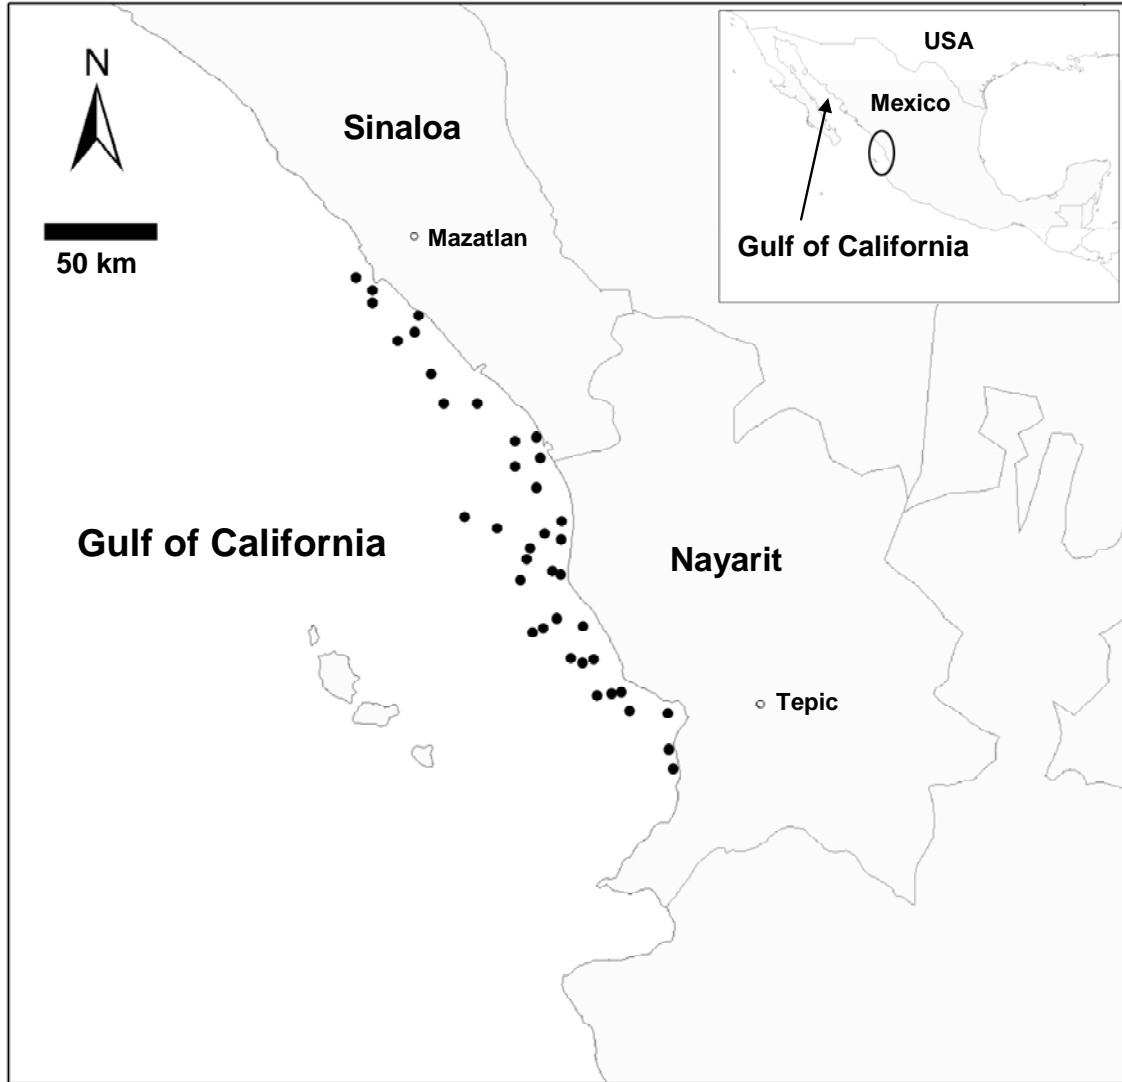 N
50 km
Sinaloa
Mazatlan
USA
Mexico
Gulf of California
Gulf of California
Nayarit
Tepic